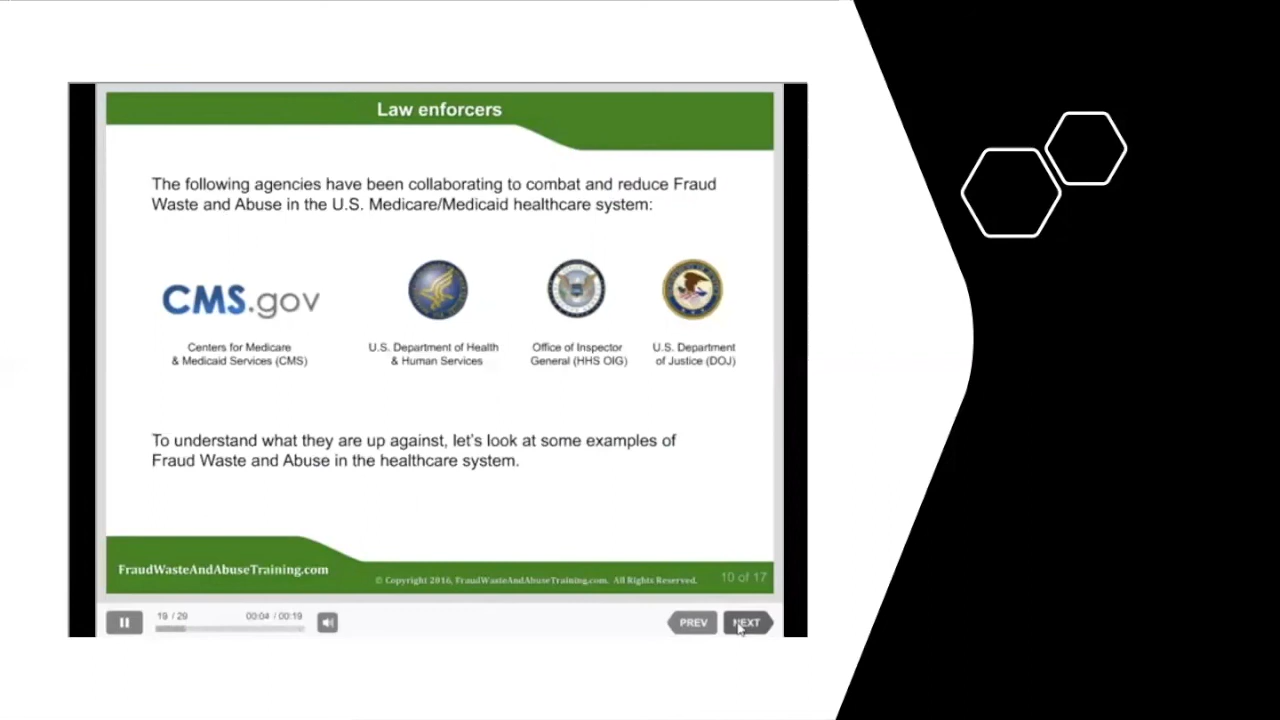 Law enforcers
The following agencies have been collaborating to combat and reduce Fraud
Waste and Abuse in the U.S. Medicare/Medicaid healthcare system:
CMS.gov
Centers for Medicare
& Medicaid Services (CMS)
U.S. Department of Health
& Human Services
Office of Inspector
General (HHS OIG)
U.S. Department
of Justice (DOJ)
To understand what they are up against, let's look at some examples of
Fraud Waste and Abuse in the healthcare system.
FraudWasteAndAbuseTraining.com
© Copyright 2016, FraudWasteAndAbuseTraining.com. All Rights Reserved.
10 of 17
19 / 29
00:04 / 00:19
PREV
NEXT